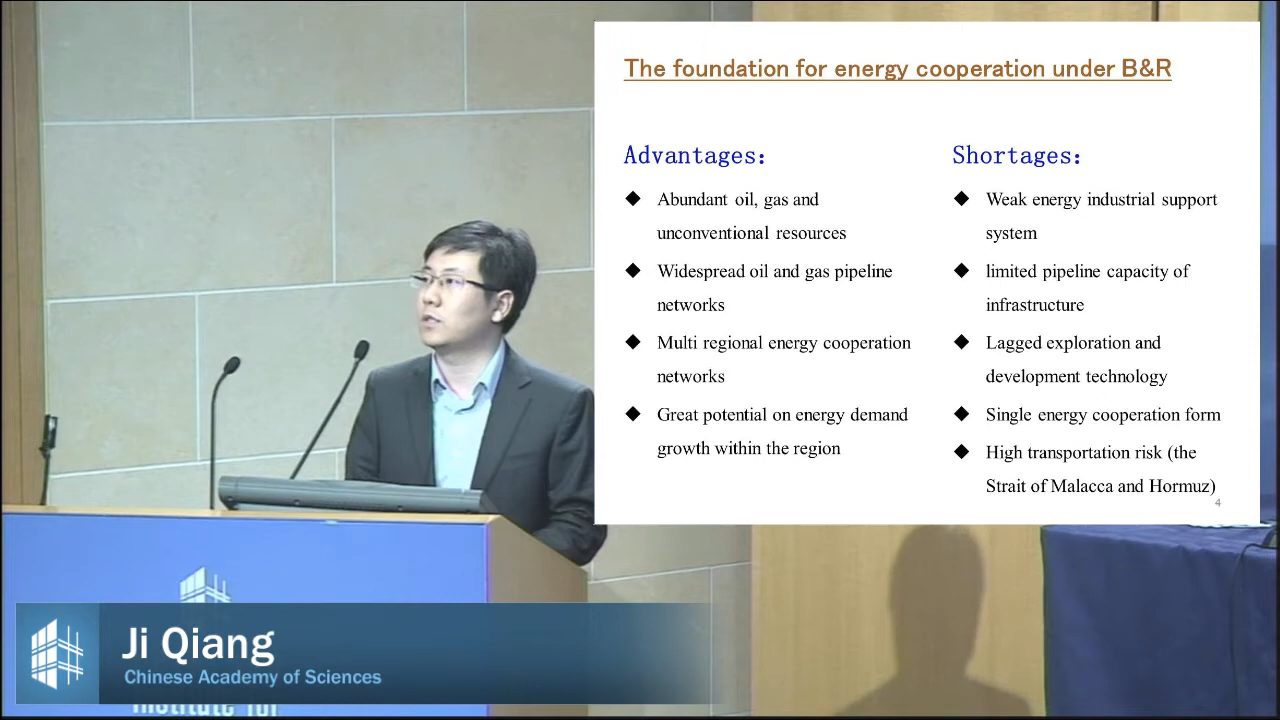 The foundation for energy cooperation under B&R
Advantages:
◆ Abundant oil, gas and
unconventional resources
◆ Widespread oil and gas pipeline
networks
◆ Multi regional energy cooperation
networks
◆ Great potential on energy demand
growth within the region
Shortages:
◆ Weak energy industrial support
system
◆ limited pipeline capacity of
infrastructure
◆ Lagged exploration and
development technology
◆ Single energy cooperation form
◆ High transportation risk (the
Strait of Malacca and Hormuz)
4
Ji Qiang
Chinese Academy of Sciences
Institute for